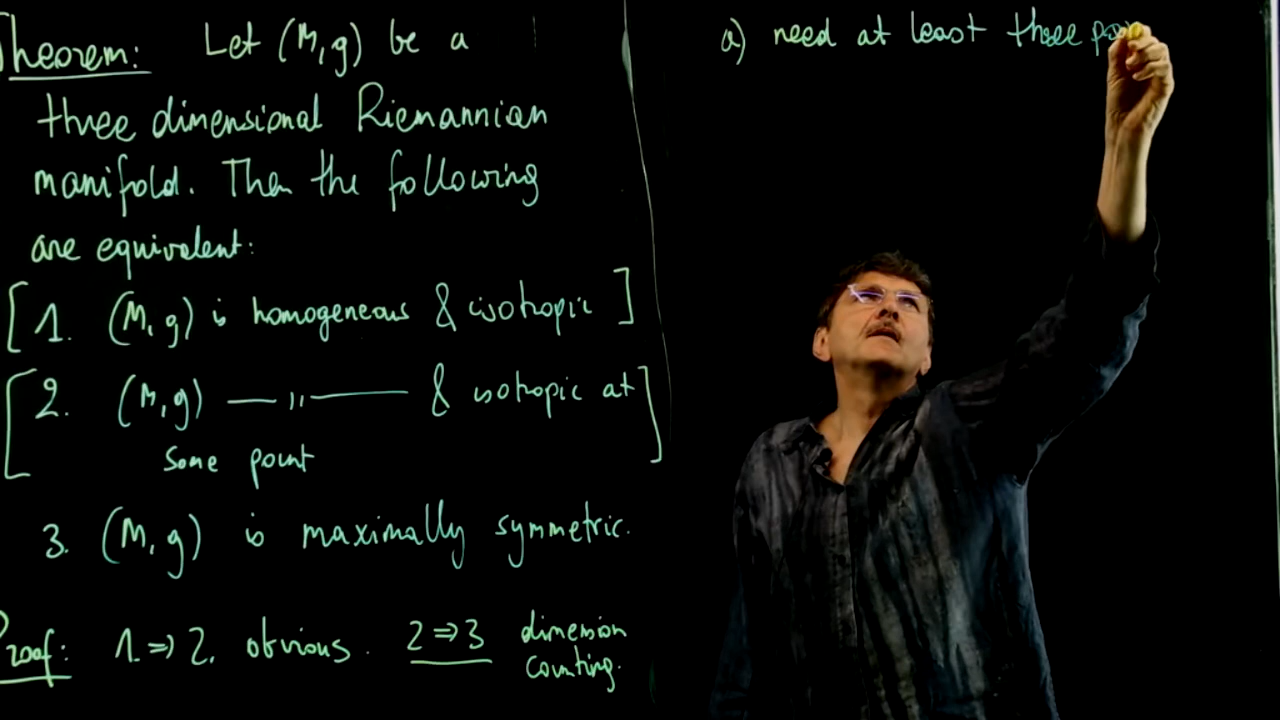 Theorem: Let (M, g) be a
three dimensional Riemannian
manifold. Then the following
are equivalent:
[ 1. (M, g) is homogeneous & isotropic ]
[ 2. (M, g) — ,, — & isotropic at ]
some point
3. (M, g) is maximally symmetric.
Proof: 1. ⇒ 2. obvious. 2 ⇒ 3 dimension
counting.
a) need at least three